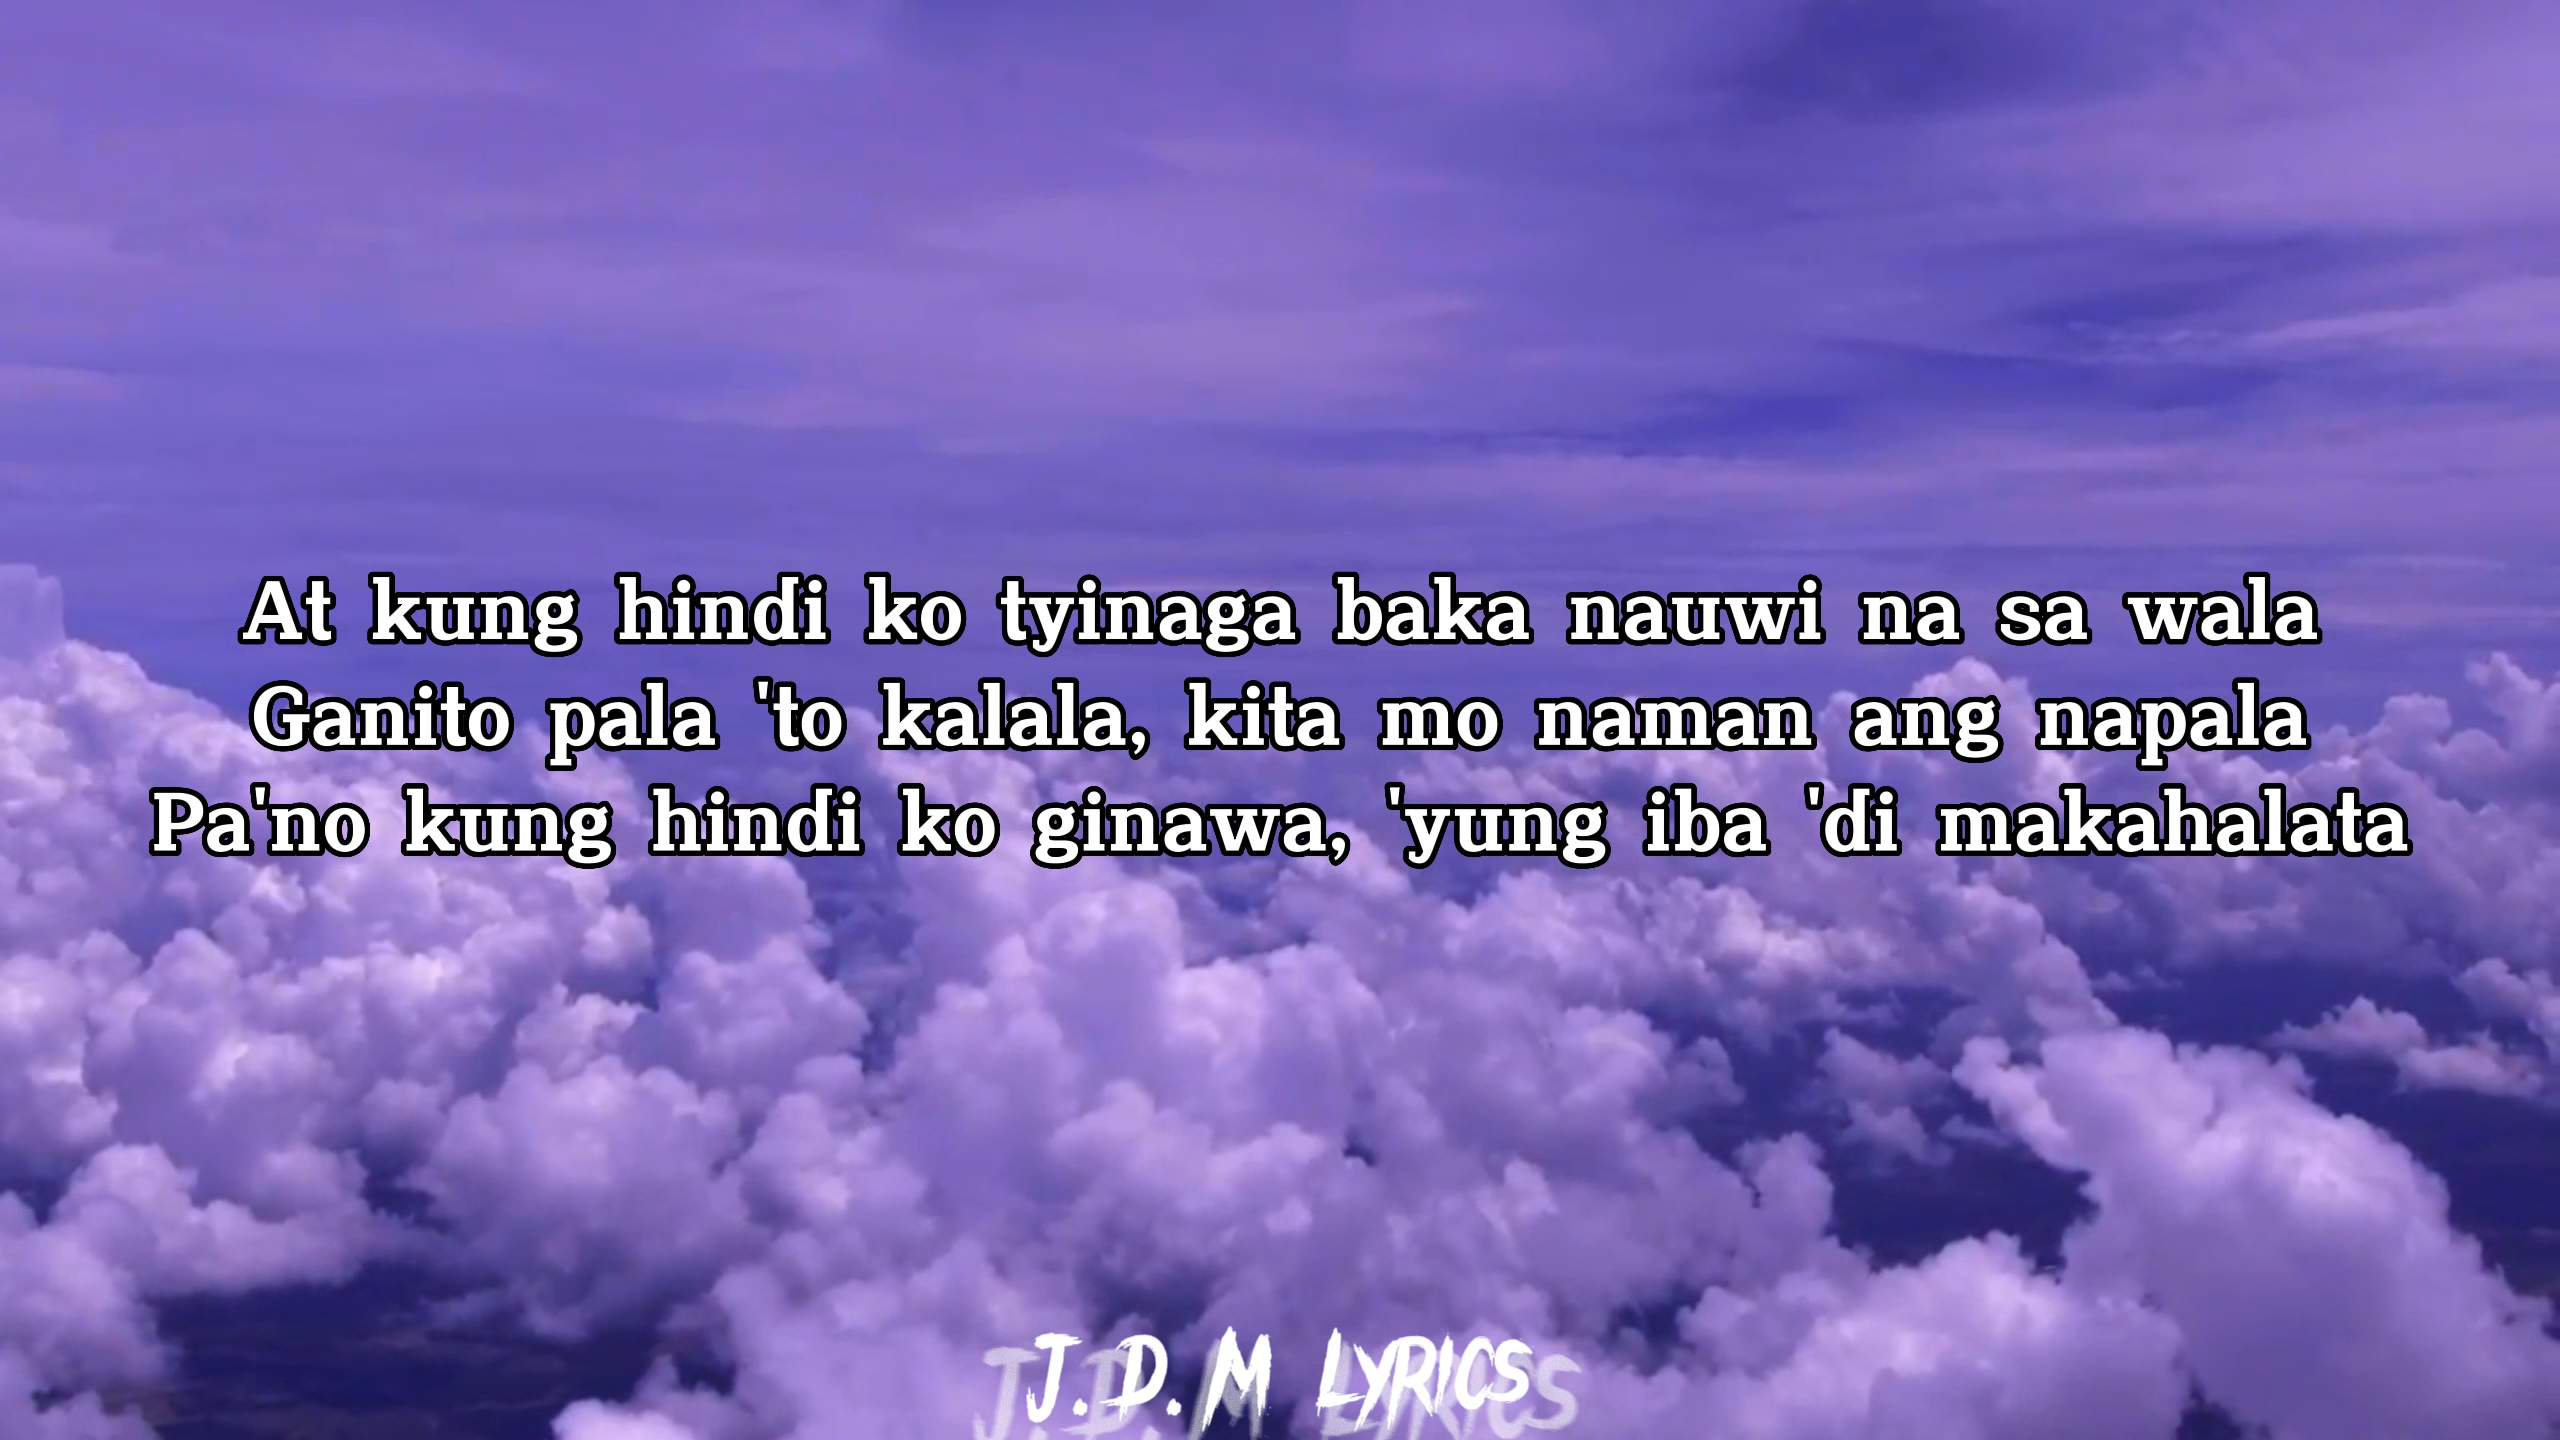 At kung hindi ko tyinaga baka nauwi na sa wala
Ganito pala 'to kalala, kita mo naman ang napala
Pa'no kung hindi ko ginawa, 'yung iba 'di makahalata
J.D.M LYRICS